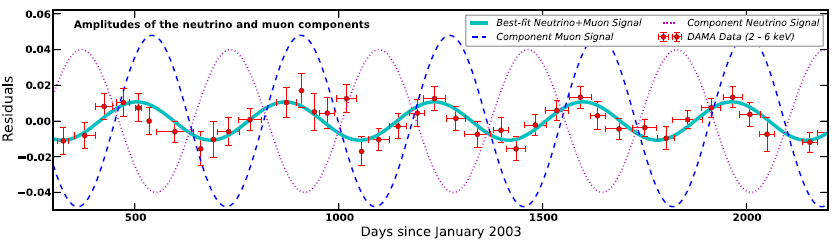 Amplitudes of the neutrino and muon components
Best-fit Neutrino+Muon Signal
Component Muon Signal
Component Neutrino Signal
DAMA Data (2 - 6 keV)
Residuals
0.06
0.04
0.02
0.00
−0.02
−0.04
500
1000
1500
2000
Days since January 2003